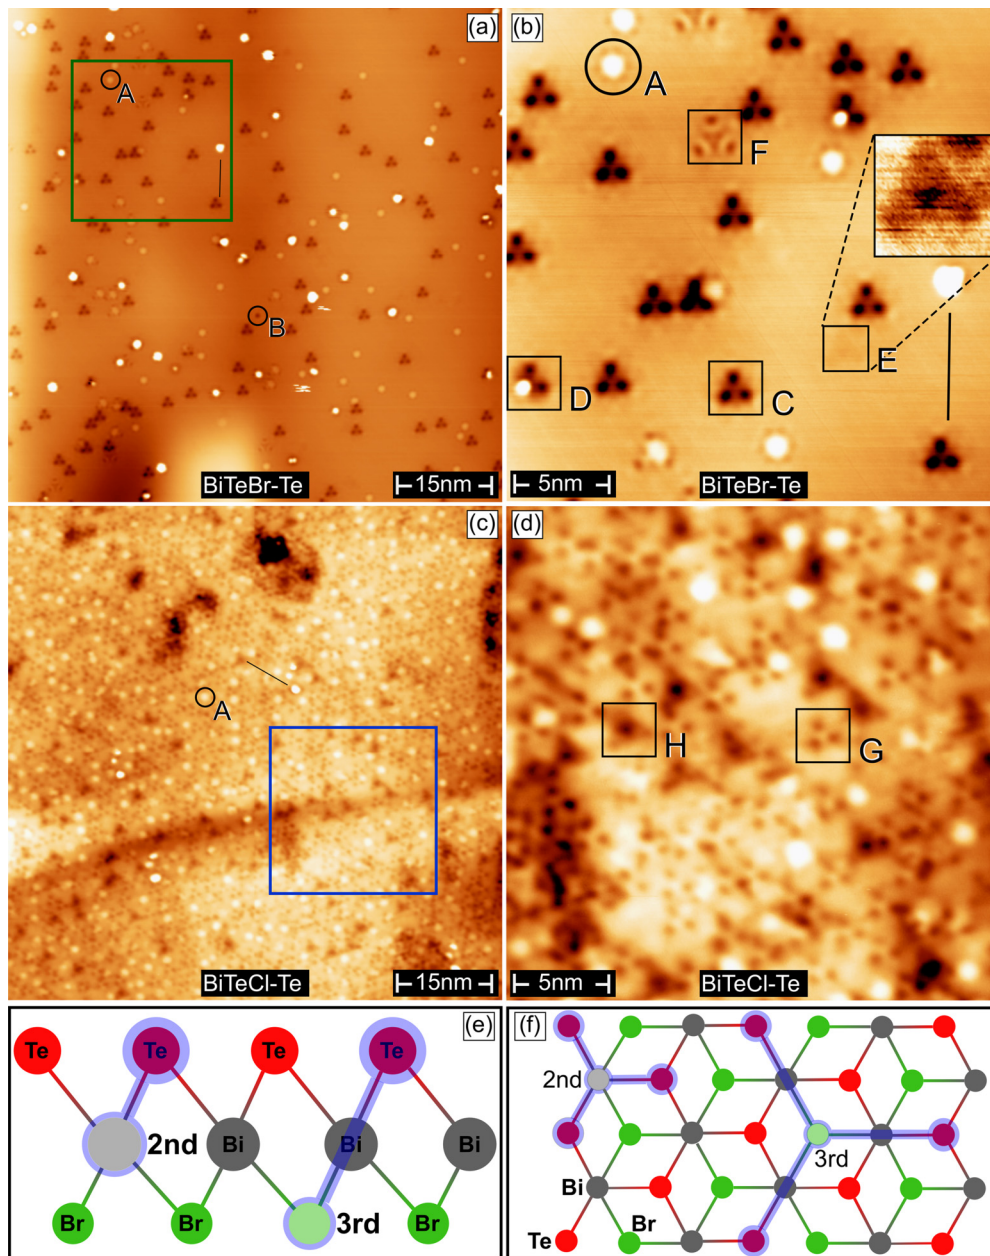 (a)
A
B
BiTeBr-Te
15nm
(b)
A
F
E
D
C
5nm
BiTeBr-Te
(c)
A
BiTeCl-Te
15nm
(d)
H
G
5nm
BiTeCl-Te
(e)
Te
Te
Te
Te
2nd
Bi
Bi
Bi
Br
Br
3rd
Br
(f)
2nd
3rd
Bi
Br
Te